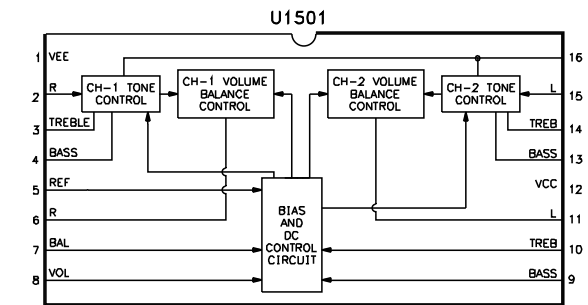 U1501
1 VEE
2 R
3 TREBLE
4 BASS
5 REF
6 R
7 BAL
8 VOL
CH-1 TONE
CONTROL
CH-1 VOLUME
BALANCE
CONTROL
CH-2 VOLUME
BALANCE
CONTROL
CH-2 TONE
CONTROL
BIAS
AND
DC
CONTROL
CIRCUIT
16
L 15
TREB 14
BASS 13
VCC 12
L 11
TREB 10
BASS 9